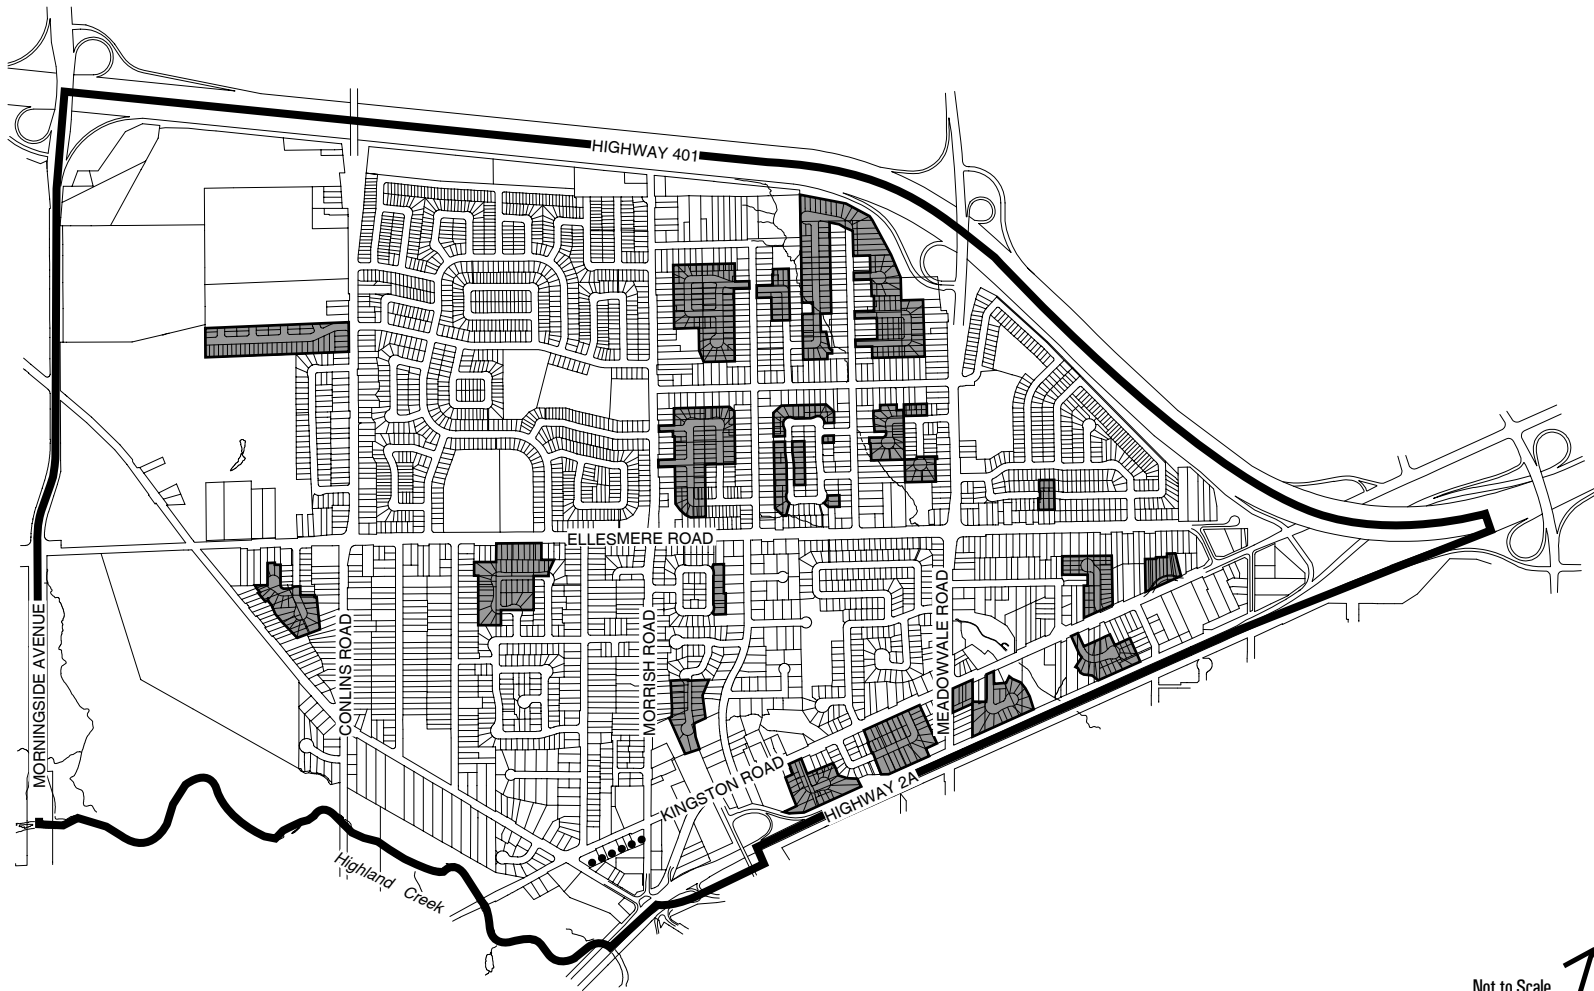 HIGHWAY 401
ELLESMERE ROAD
MORNINGSIDE AVENUE
CONLINS ROAD
MORRISH ROAD
MEADOWVALE ROAD
KINGSTON ROAD
HIGHWAY 2A
Highland Creek
Not to Scale